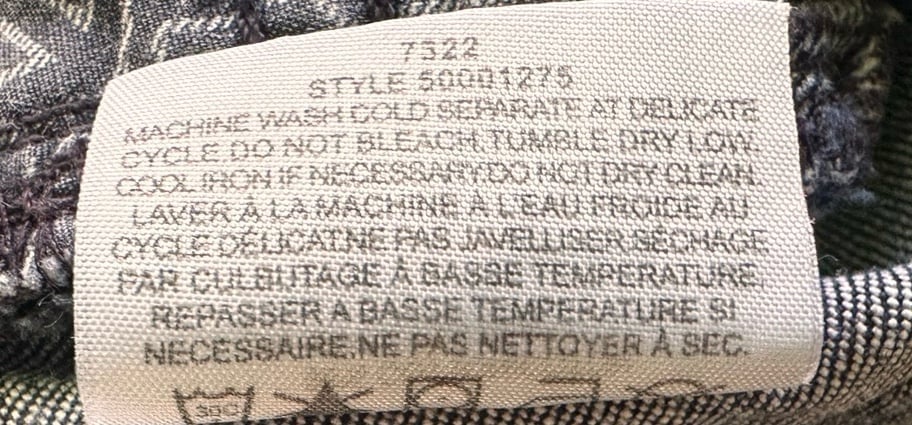 7322
STYLE 50001275
MACHINE WASH COLD SEPARATE AT DELICATE
CYCLE.DO NOT BLEACH.TUMBLE DRY LOW.
COOL IRON IF NECESSARY.DO NOT DRY CLEAN.
LAVER À LA MACHINE A L'EAU FROIDE AU
CYCLE DÉLICAT.NE PAS JAVELLISER SÉCHAGE
PAR CULBUTAGE À BASSE TEMPERATURE.
REPASSER A BASSE TEMPERATURE SI
NECESSAIRE.NE PAS NETTOYER À SEC.
30C